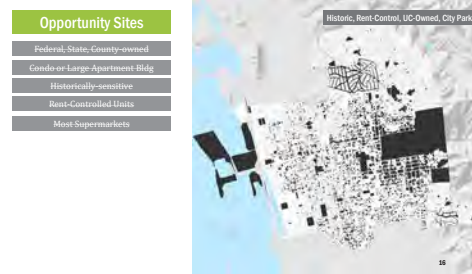 Opportunity Sites
Federal, State, County-owned
Condo or Large Apartment Bldg
Historically-sensitive
Rent-Controlled Units
Most Supermarkets
Historic, Rent-Control, UC-Owned, City Park
16